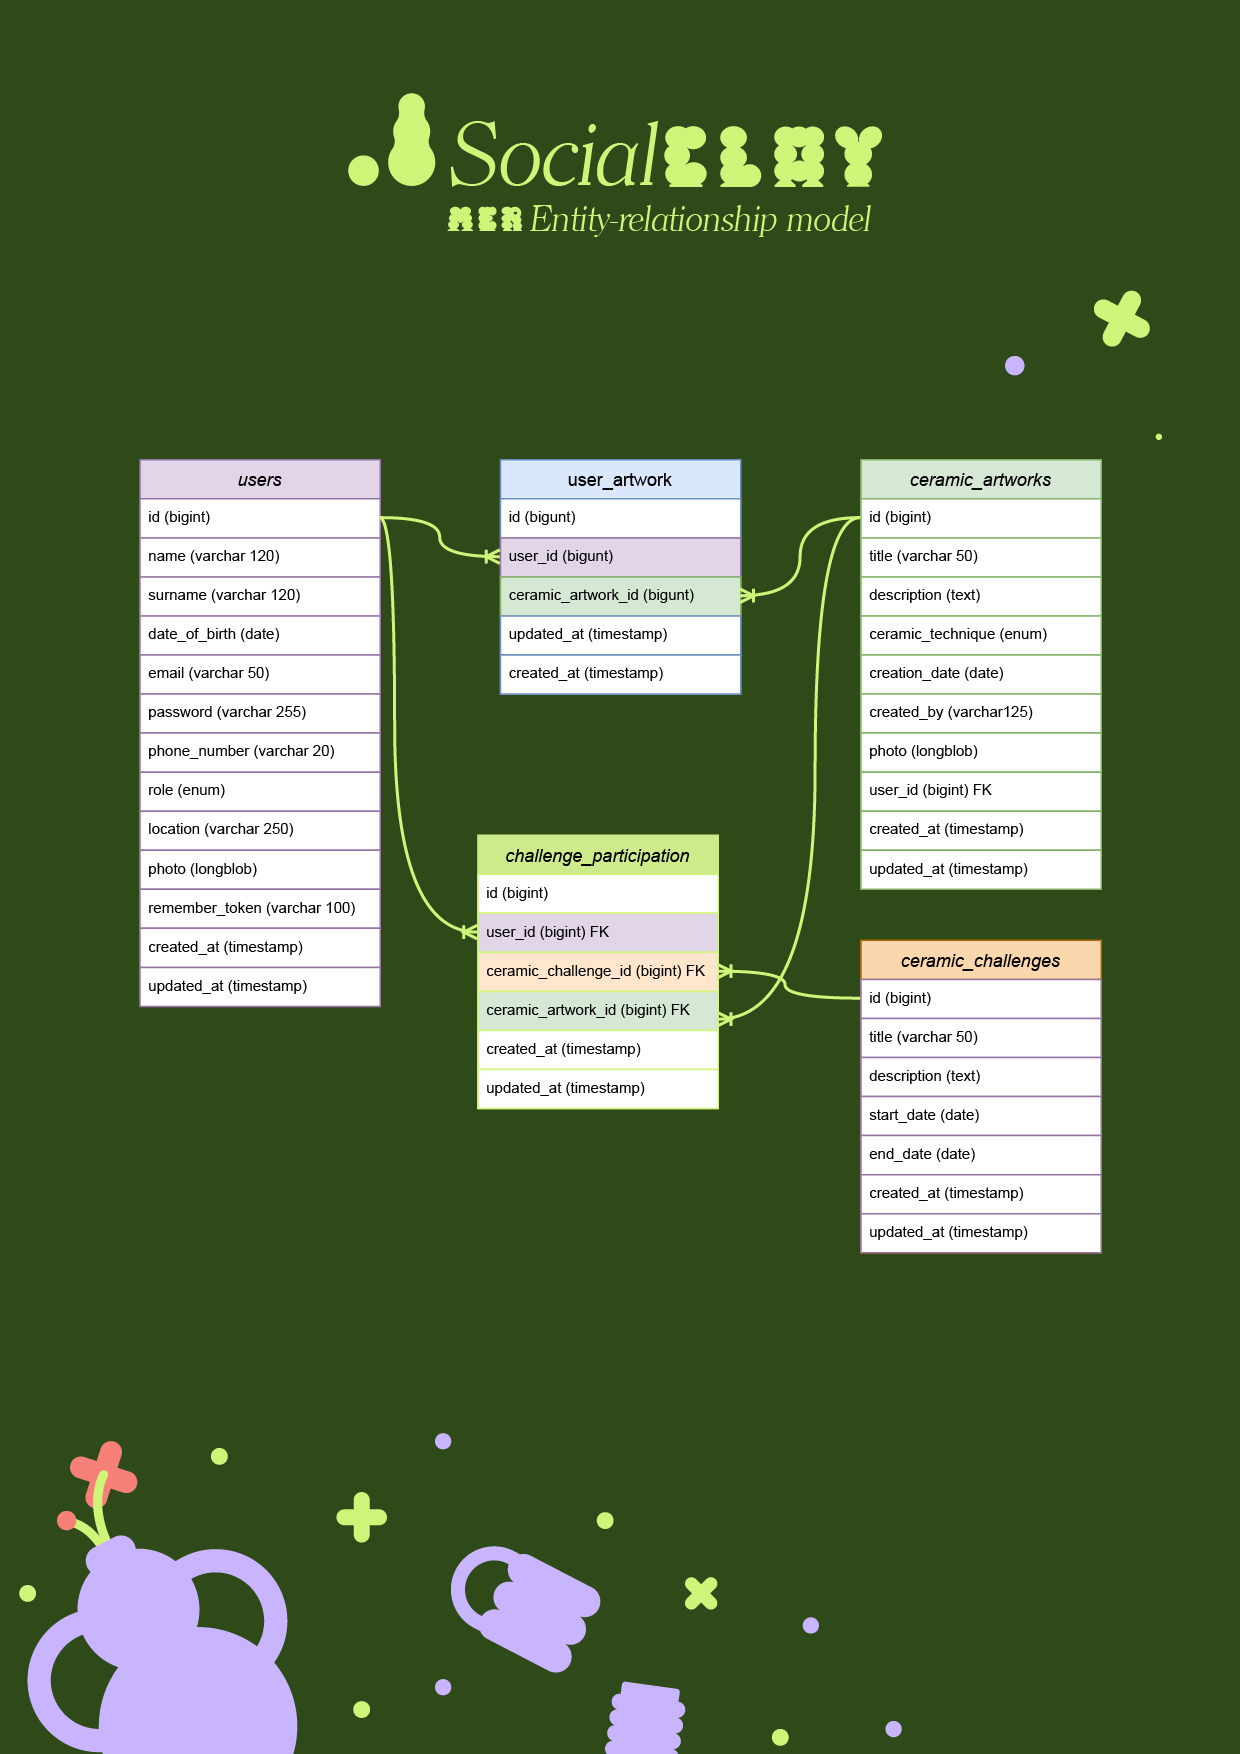 Social CLAY
MER Entity-relationship model
users
id (bigint)
name (varchar 120)
surname (varchar 120)
date_of_birth (date)
email (varchar 50)
password (varchar 255)
phone_number (varchar 20)
role (enum)
location (varchar 250)
photo (longblob)
remember_token (varchar 100)
created_at (timestamp)
updated_at (timestamp)
user_artwork
id (bigunt)
user_id (bigunt)
ceramic_artwork_id (bigunt)
updated_at (timestamp)
created_at (timestamp)
ceramic_artworks
id (bigint)
title (varchar 50)
description (text)
ceramic_technique (enum)
creation_date (date)
created_by (varchar125)
photo (longblob)
user_id (bigint) FK
created_at (timestamp)
updated_at (timestamp)
challenge_participation
id (bigint)
user_id (bigint) FK
ceramic_challenge_id (bigint) FK
ceramic_artwork_id (bigint) FK
created_at (timestamp)
updated_at (timestamp)
ceramic_challenges
id (bigint)
title (varchar 50)
description (text)
start_date (date)
end_date (date)
created_at (timestamp)
updated_at (timestamp)